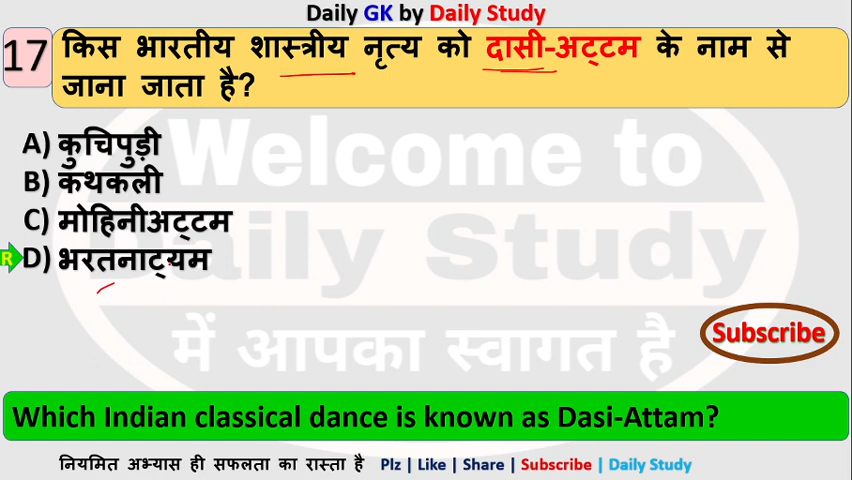 Daily GK by Daily Study
17 किस भारतीय शास्त्रीय नृत्य को दासी-अट्टम के नाम से
जाना जाता है?
Welcome to
Daily Study
में आपका स्वागत है
A) कुचिपुड़ी
B) कथकली
C) मोहिनीअट्टम
R D) भरतनाट्यम
Subscribe
Which Indian classical dance is known as Dasi-Attam?
नियमित अभ्यास ही सफलता का रास्ता है Plz | Like | Share | Subscribe | Daily Study